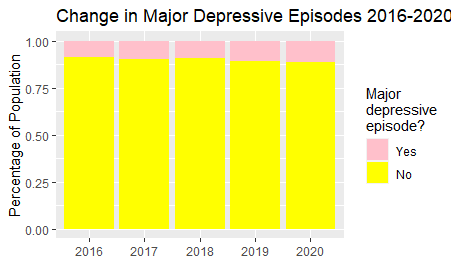 Change in Major Depressive Episodes 2016-2020
Percentage of Population
1.00
0.75
0.50
0.25
0.00
2016 2017 2018 2019 2020
Major
depressive
episode?
Yes
No